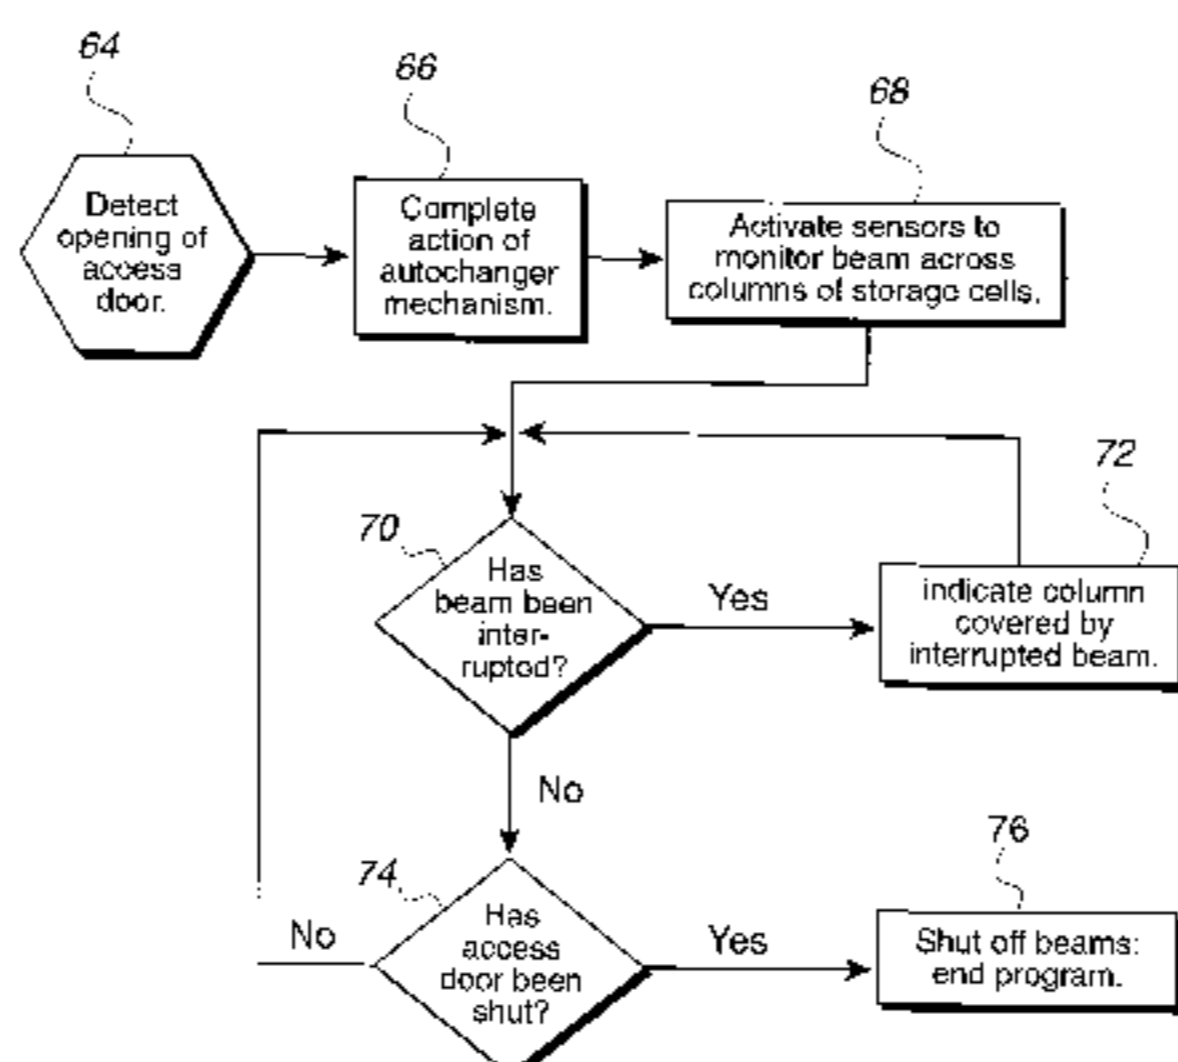 64
66
68
Detect
opening of
access
door.
Complete
action of
autochanger
mechanism.
Activate sensors to
monitor beam across
columns of storage cells.
72
70
Has
beam been
inter-
rupted?
Yes
indicate column
covered by
interrupted beam.
No
76
74
No
Has
access
door been
shut?
Yes
Shut off beams:
end program.